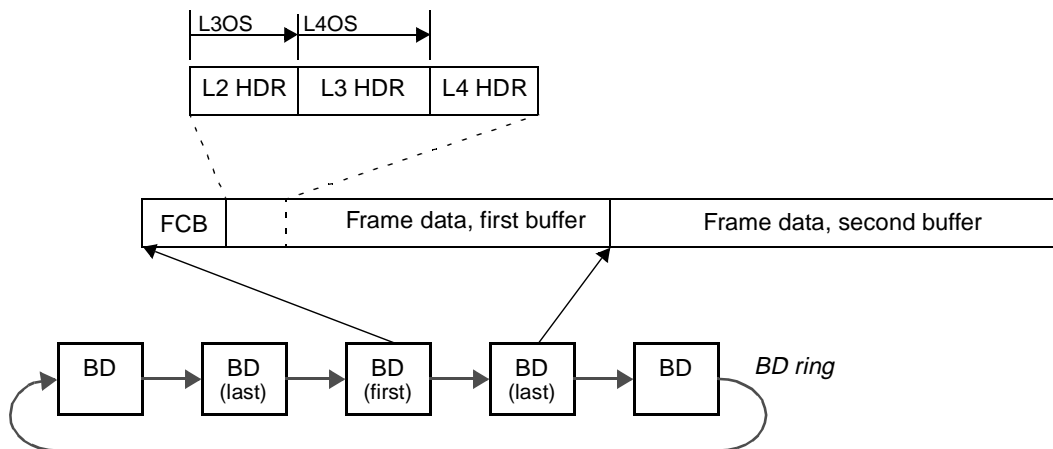 L3OS L4OS
L2 HDR L3 HDR L4 HDR
FCB Frame data, first buffer Frame data, second buffer
BD BD BD BD BD BD ring
(last) (first) (last)